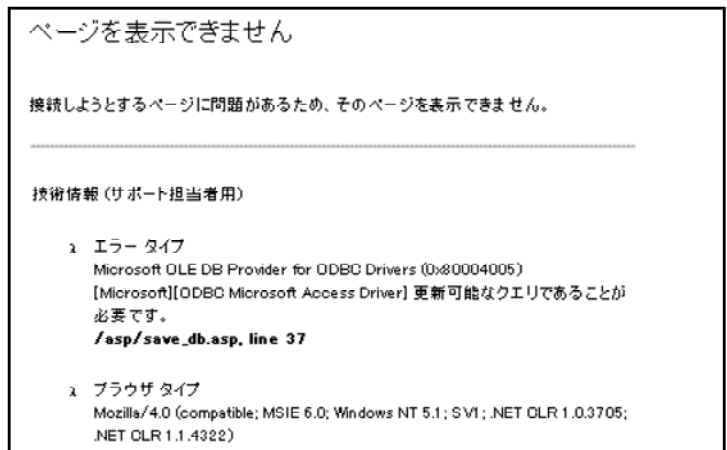 ページを表示できません
接続しようとするページに問題があるため、そのページを表示できません。
技術情報 (サポート担当者用)
λ エラー タイプ
Microsoft OLE DB Provider for ODBC Drivers (0x80004005)
[Microsoft][ODBC Microsoft Access Driver] 更新可能なクエリであることが
必要です。
/asp/save_db.asp, line 37
λ ブラウザ タイプ
Mozilla/4.0 (compatible; MSIE 6.0; Windows NT 5.1; SV1; .NET CLR 1.0.3705;
.NET CLR 1.1.4322)